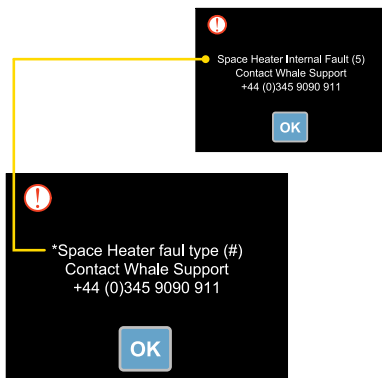 !
Space Heater Internal Fault (5)
Contact Whale Support
+44 (0)345 9090 911
OK
!
*Space Heater faul type (#)
Contact Whale Support
+44 (0)345 9090 911
OK